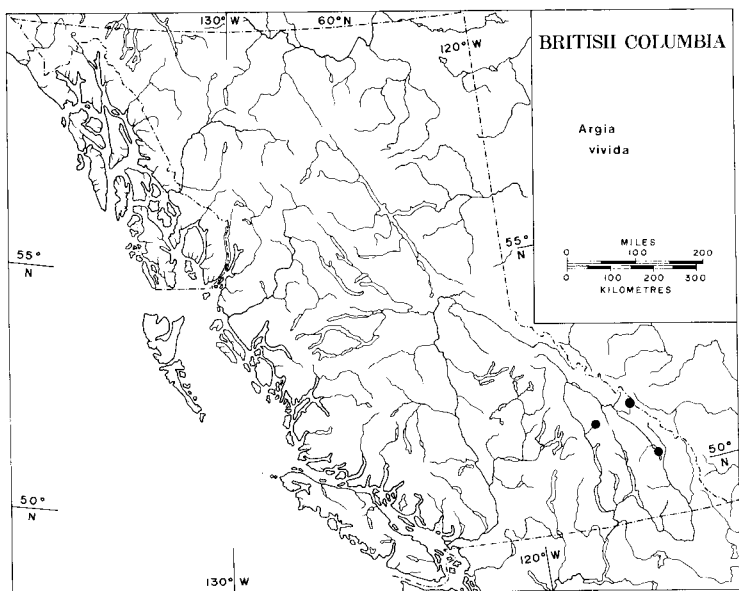 130° W
60° N
120° W
BRITISH COLUMBIA
Argia
vivida
55°
N
55°
N
MILES
0 100 200
0 100 200 300
KILOMETRES
50°
N
50°
N
120° W
130° W